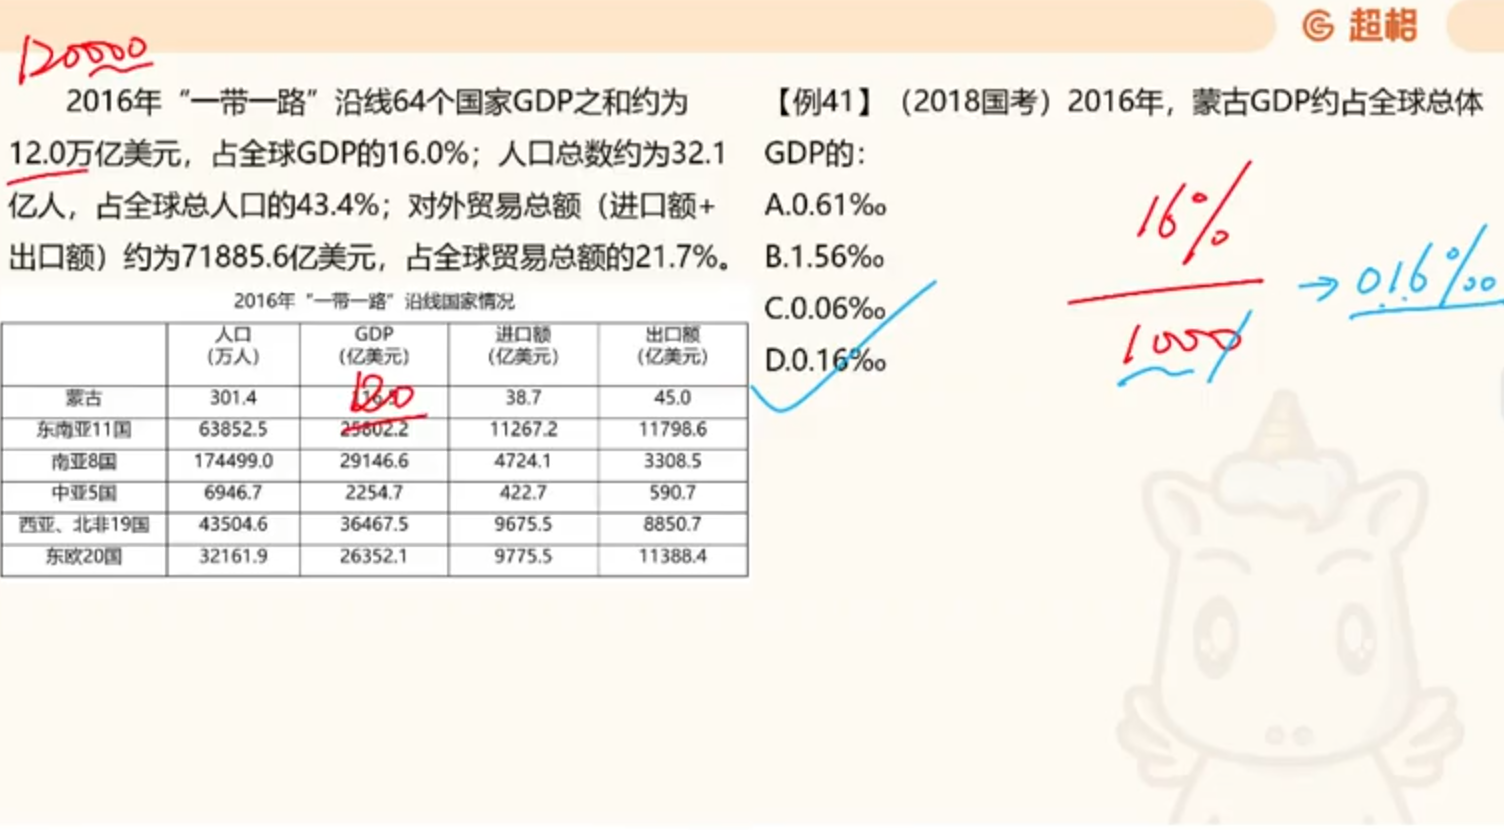 超格
120000
2016年“一带一路”沿线64个国家GDP之和约为
12.0万亿美元，占全球GDP的16.0%；人口总数约为32.1
亿人，占全球总人口的43.4%；对外贸易总额（进口额+
出口额）约为71885.6亿美元，占全球贸易总额的21.7%。
2016年“一带一路”沿线国家情况
人口（万人） GDP（亿美元） 进口额（亿美元） 出口额（亿美元）
蒙古 301.4 120 38.7 45.0
东南亚11国 63852.5 25802.2 11267.2 11798.6
南亚8国 174499.0 29146.6 4724.1 3308.5
中亚5国 6946.7 2254.7 422.7 590.7
西亚、北非19国 43504.6 36467.5 9675.5 8850.7
东欧20国 32161.9 26352.1 9775.5 11388.4
【例41】（2018国考）2016年，蒙古GDP约占全球总体
GDP的：
A.0.61‰
B.1.56‰
C.0.06‰
D.0.16‰
16%
1000
→ 0.16‰